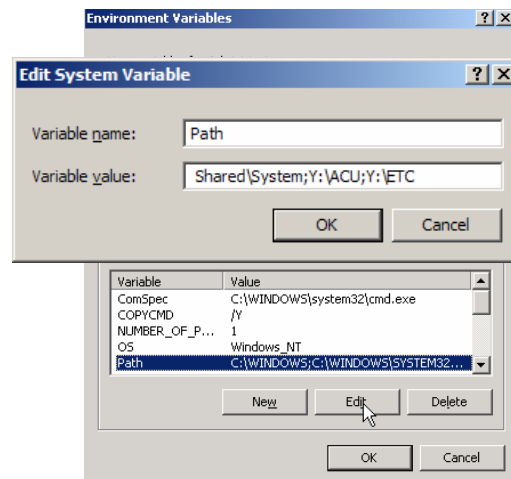 Environment Variables
Edit System Variable
Variable name: Path
Variable value: Shared\System;Y:\ACU;Y:\ETC
OK Cancel
Variable Value
ComSpec C:\WINDOWS\system32\cmd.exe
COPYCMD /Y
NUMBER_OF_P... 1
OS Windows_NT
Path C:\WINDOWS;C:\WINDOWS\SYSTEM32...
New Edit Delete
OK Cancel